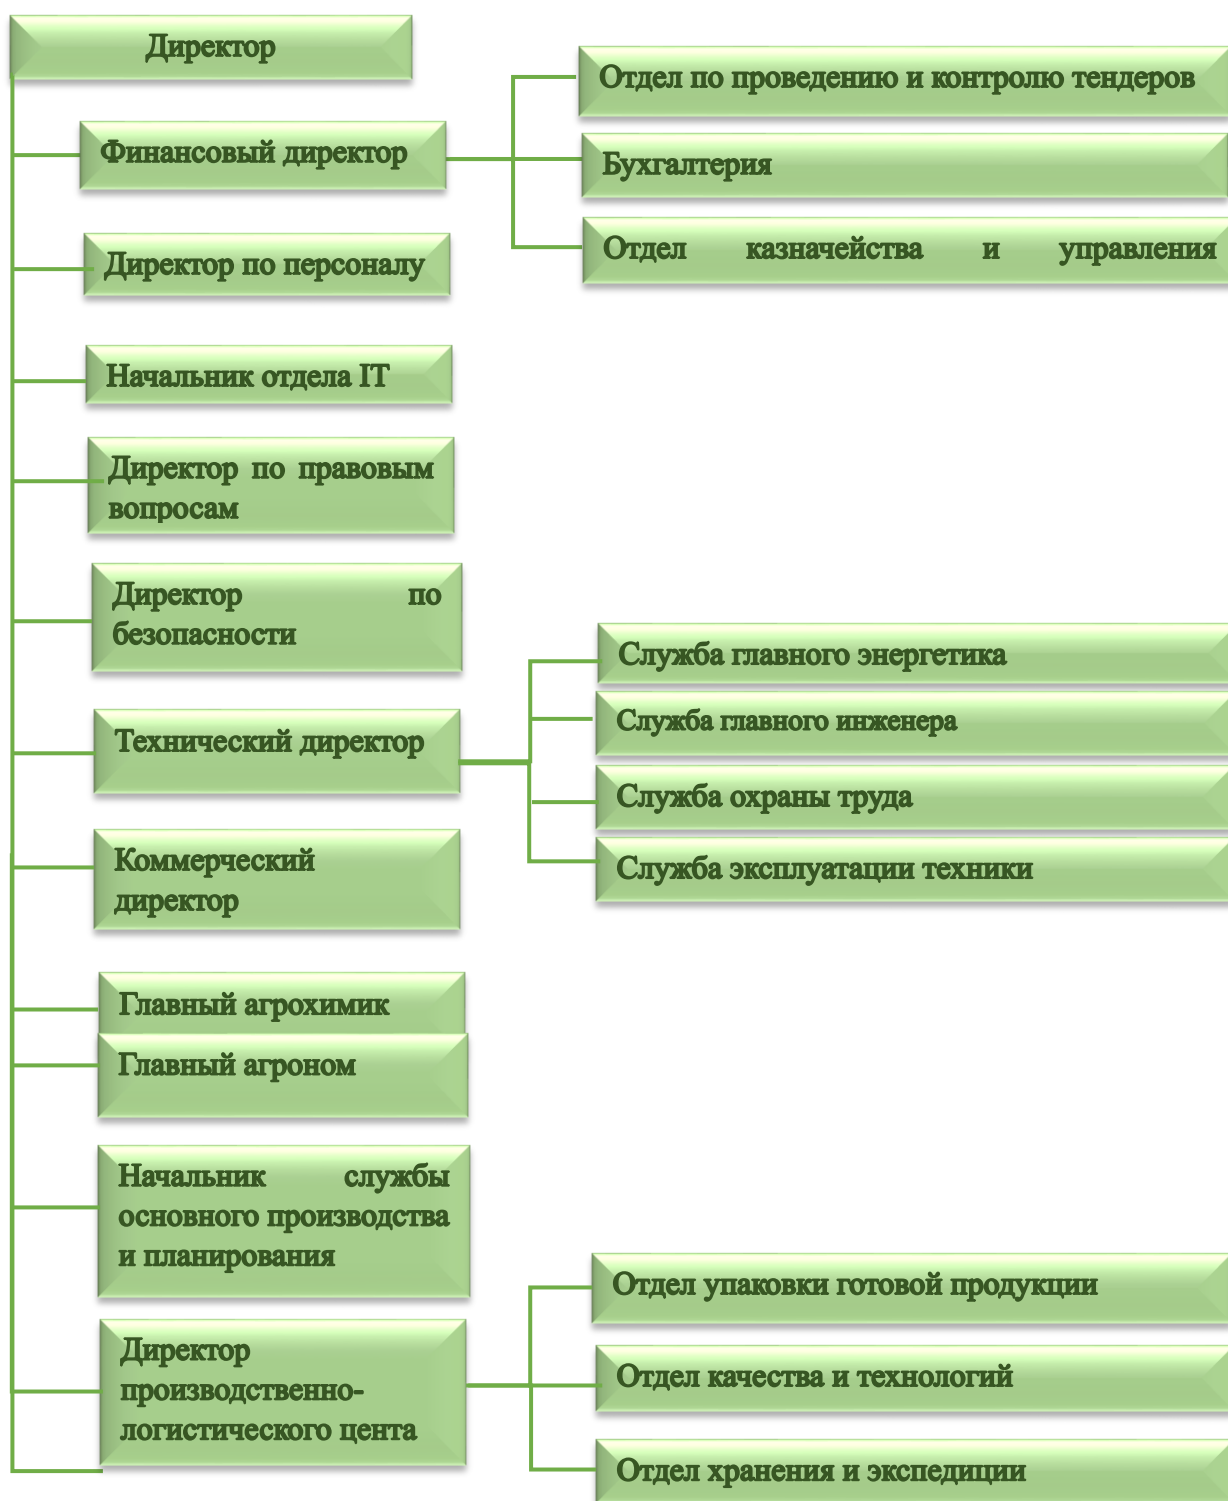 Директор
Финансовый директор
Отдел по проведению и контролю тендеров
Бухгалтерия
Отдел казначейства и управления
Директор по персоналу
Начальник отдела IT
Директор по правовым
вопросам
Директор по
безопасности
Технический директор
Служба главного энергетика
Служба главного инженера
Служба охраны труда
Служба эксплуатации техники
Коммерческий
директор
Главный агрохимик
Главный агроном
Начальник службы
основного производства
и планирования
Директор
производственно-
логистического цента
Отдел упаковки готовой продукции
Отдел качества и технологий
Отдел хранения и экспедиции